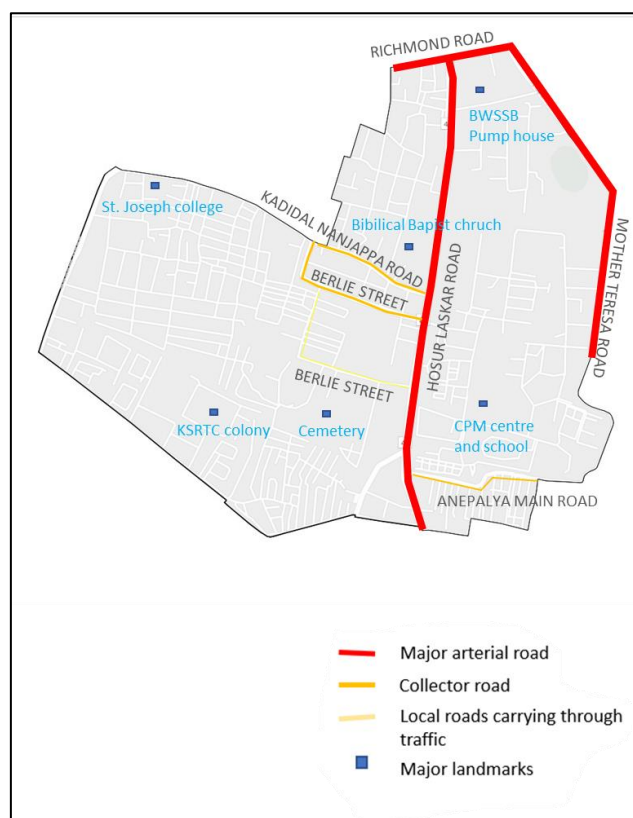 RICHMOND ROAD
BWSSB
Pump house
St. Joseph college
KADIDAL NANJAPPA ROAD
Bibilical Bapist chruch
BERLIE STREET
HOSUR LASKAR ROAD
MOTHER TERESA ROAD
BERLIE STREET
KSRTC colony
Cemetery
CPM centre
and school
ANEPALYA MAIN ROAD
Major arterial road
Collector road
Local roads carrying through
traffic
Major landmarks